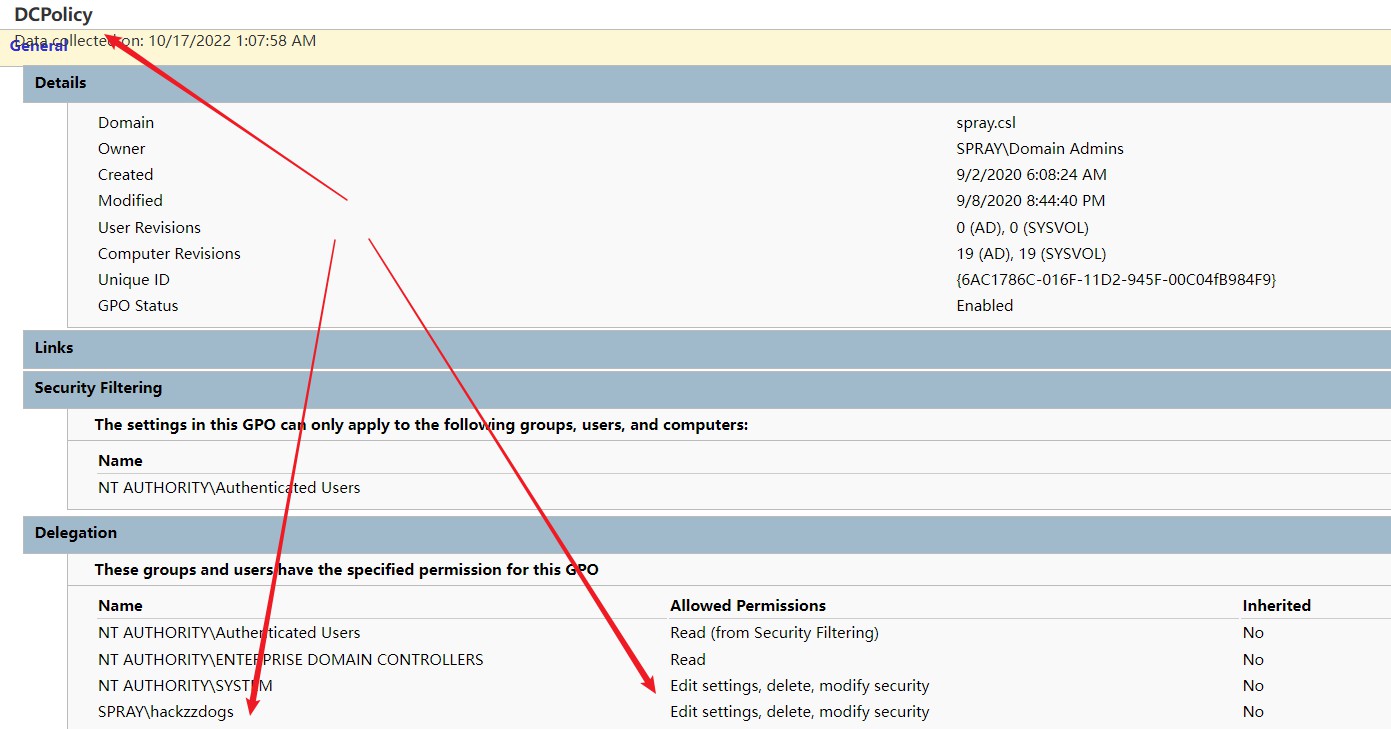 DCPolicy
Data collected on: 10/17/2022 1:07:58 AM
General
Details
Domain spray.csl
Owner SPRAY\Domain Admins
Created 9/2/2020 6:08:24 AM
Modified 9/8/2020 8:44:40 PM
User Revisions 0 (AD), 0 (SYSVOL)
Computer Revisions 19 (AD), 19 (SYSVOL)
Unique ID {6AC1786C-016F-11D2-945F-00C04fB984F9}
GPO Status Enabled
Links
Security Filtering
The settings in this GPO can only apply to the following groups, users, and computers:
Name
NT AUTHORITY\Authenticated Users
Delegation
These groups and users have the specified permission for this GPO
Name Allowed Permissions Inherited
NT AUTHORITY\Authenticated Users Read (from Security Filtering) No
NT AUTHORITY\ENTERPRISE DOMAIN CONTROLLERS Read No
NT AUTHORITY\SYSTEM Edit settings, delete, modify security No
SPRAY\hackzzdogs Edit settings, delete, modify security No